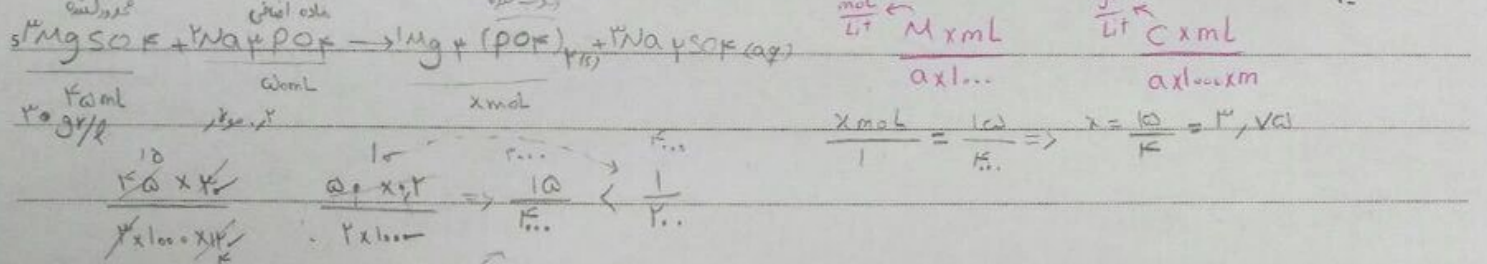 ماده اضافی
۳MgSO۴ + ۲Na۳PO۴ → ۱Mg۳(PO۴)۲(s) + ۳Na۲SO۴(aq)
۴۵mL ۵۰mL xmoL
۳۰ gr/l ۰٫۲ مولار
mol/Lit ← M x mL / a x ۱۰۰۰
g/Lit ← C x mL / a x ۱۰۰۰ x m
xmoL / ۱ = ۱۵ / ۴۰۰۰ => x = ۱۵ / ۴ = ۳,۷۵
۴۵ x ۳۰ / ۳ x ۱۰۰۰ x ۱۲۰ ۵۰ x ۰,۲ / ۲ x ۱۰۰۰ => ۱۵ / ۴۰۰۰ < ۱ / ۲۰۰